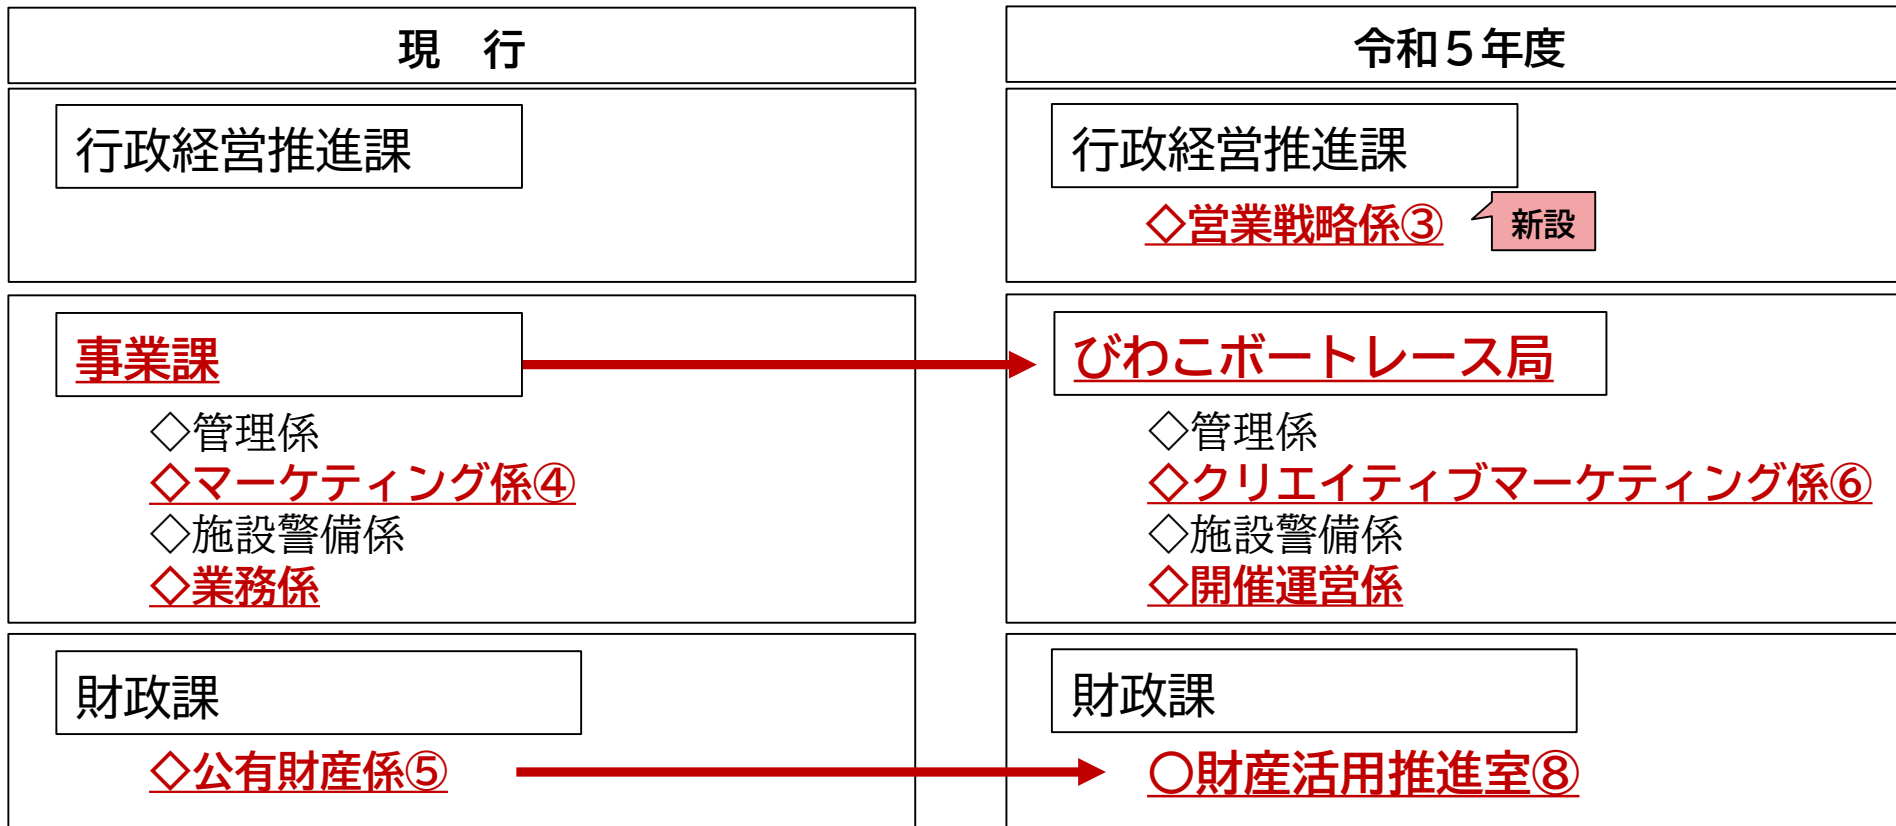 現　行
行政経営推進課
事業課
◇管理係
◇マーケティング係④
◇施設警備係
◇業務係
財政課
◇公有財産係⑤
令和５年度
行政経営推進課
◇営業戦略係③
新設
びわこボートレース局
◇管理係
◇クリエイティブマーケティング係⑥
◇施設警備係
◇開催運営係
財政課
○財産活用推進室⑧